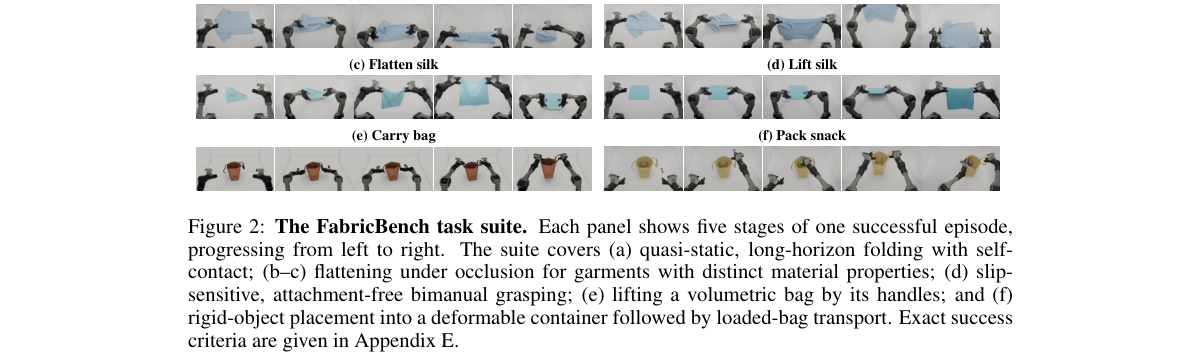 (c) Flatten silk
(d) Lift silk
(e) Carry bag
(f) Pack snack
Figure 2: The FabricBench task suite. Each panel shows five stages of one successful episode,
progressing from left to right. The suite covers (a) quasi-static, long-horizon folding with self-
contact; (b–c) flattening under occlusion for garments with distinct material properties; (d) slip-
sensitive, attachment-free bimanual grasping; (e) lifting a volumetric bag by its handles; and (f)
rigid-object placement into a deformable container followed by loaded-bag transport. Exact success
criteria are given in Appendix E.